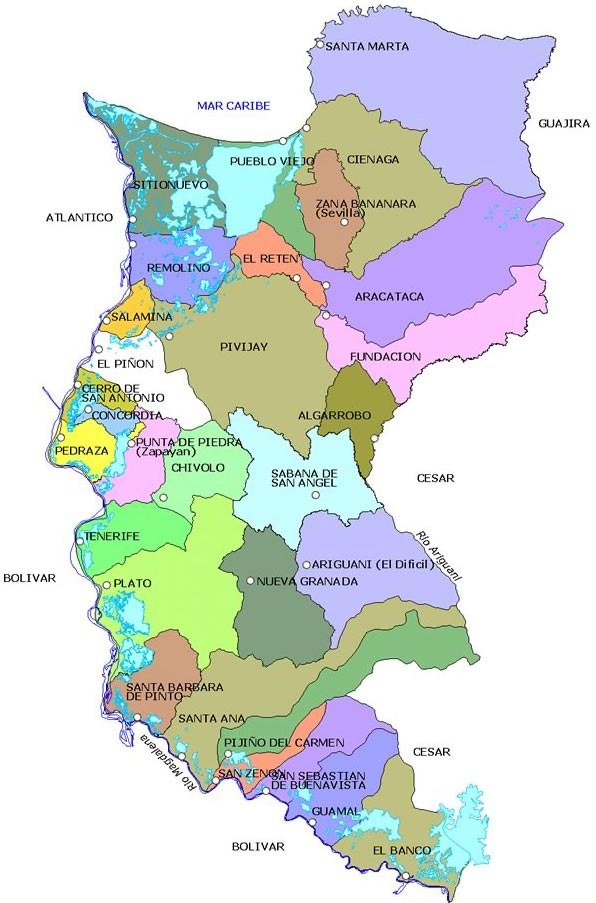 SANTA MARTA
MAR CARIBE
GUAJIRA
PUEBLO VIEJO
CIENAGA
SITIONUEVO
ZANA BANANARA
(Sevilla)
ATLANTICO
EL RETEN
REMOLINO
ARACATACA
SALAMINA
PIVIJAY
FUNDACION
EL PIÑON
CERRO DE
SAN ANTONIO
CONCORDIA
ALGARROBO
PEDRAZA
PUNTA DE PIEDRA
(Zapayan)
CHIVOLO
SABANA DE
SAN ANGEL
CESAR
TENERIFE
Río Ariguaní
ARIGUANI (El Dificil)
BOLIVAR
PLATO
NUEVA GRANADA
SANTA BARBARA
DE PINTO
SANTA ANA
PIJIÑO DEL CARMEN
CESAR
Río Magdalena
SAN ZENON
SAN SEBASTIAN
DE BUENAVISTA
GUAMAL
BOLIVAR
EL BANCO